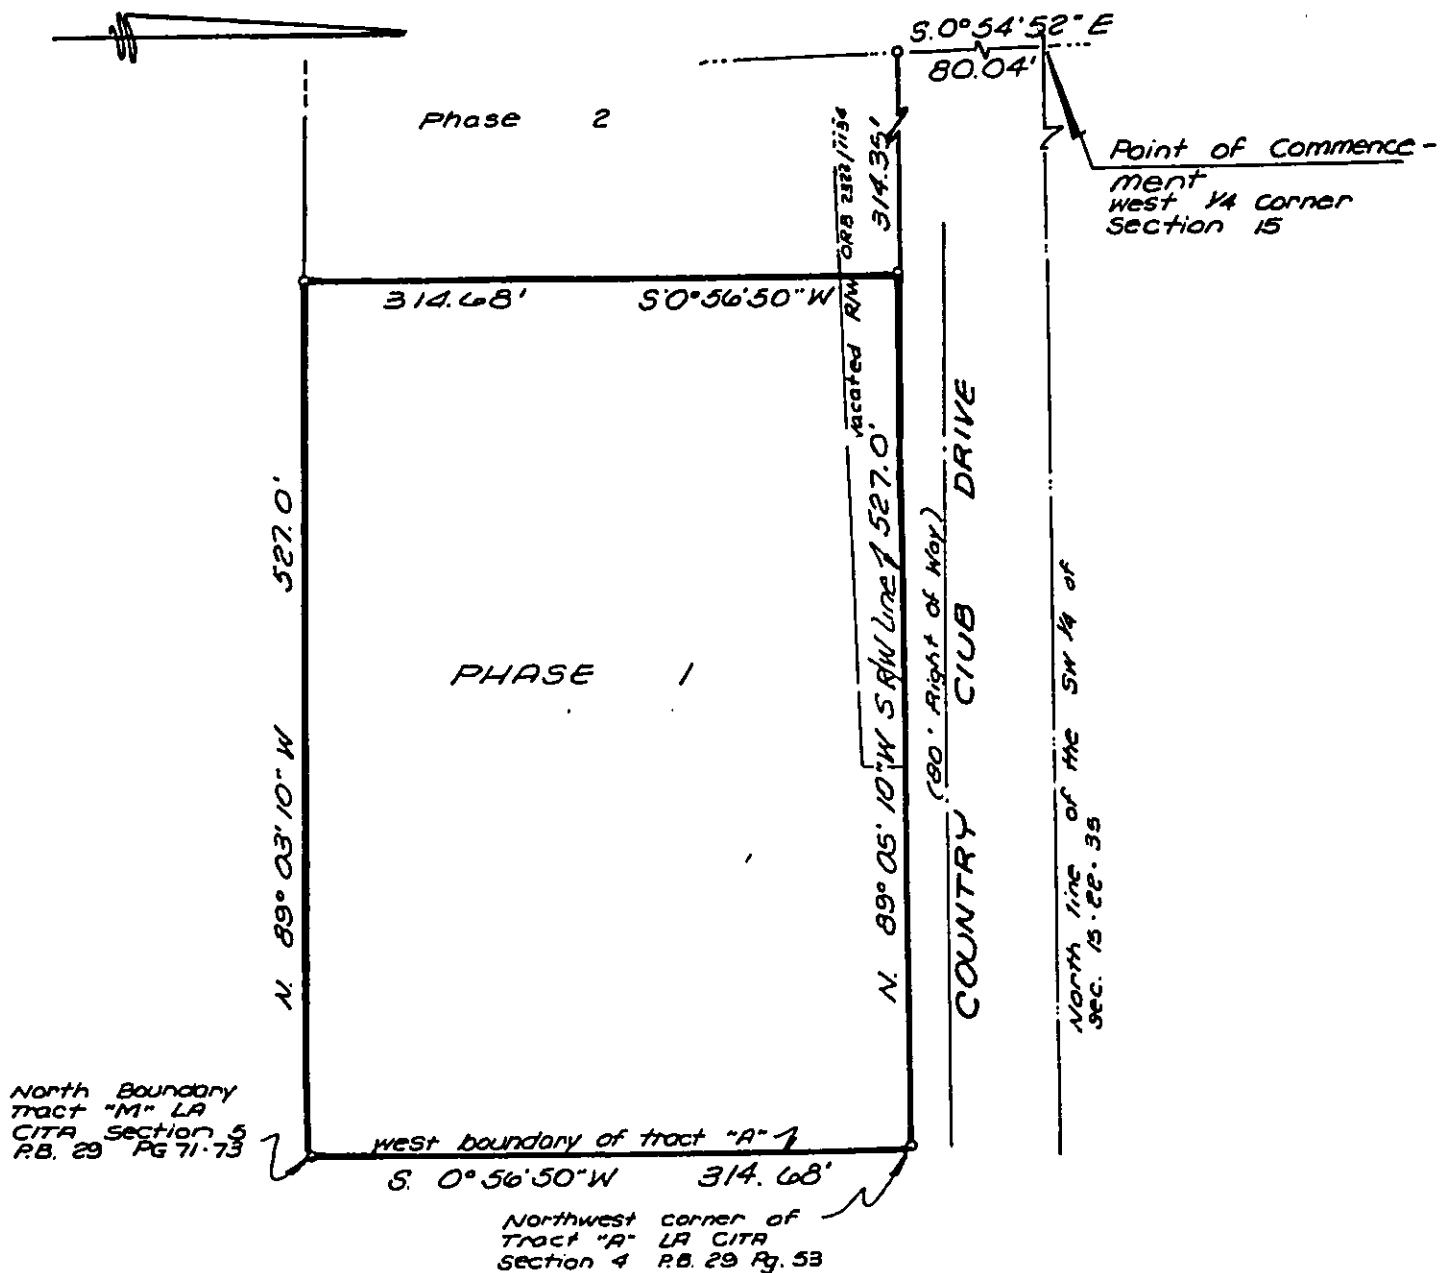 S. 0°54'52" E
80.04'
Phase 2
Point of Commence-
ment
west 1/4 corner
Section 15
314.35'
vacated R/W ORB 2322/1134
314.68' S 0°56'50" W
527.0'
N. 89°03'10" W
N. 89°05'10" W S R/W Line 527.0'
(80' Right of Way)
COUNTRY CLUB DRIVE
North line of the SW 1/4 of
sec. 15-22-35
PHASE 1
North Boundary
Tract "M" LA
CITA Section 5
P.B. 29 PG 71-73
west boundary of tract "A"
S. 0°56'50" W 314.68'
Northwest corner of
Tract "A" LA CITA
Section 4 P.B. 29 Pg. 53